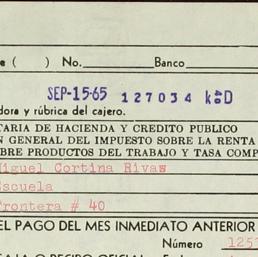 e ( ) No. Banco
SEP-15-65 127034
dora y rúbrica del cajero.
TARIA DE HACIENDA Y CREDITO PUBLICO
N GENERAL DEL IMPUESTO SOBRE LA RENTA
BRE PRODUCTOS DEL TRABAJO Y TASA COMP
Miguel Cortina Rivas
Escuela
Frontera # 40
EL PAGO DEL MES INMEDIATO ANTERIOR
Número 125